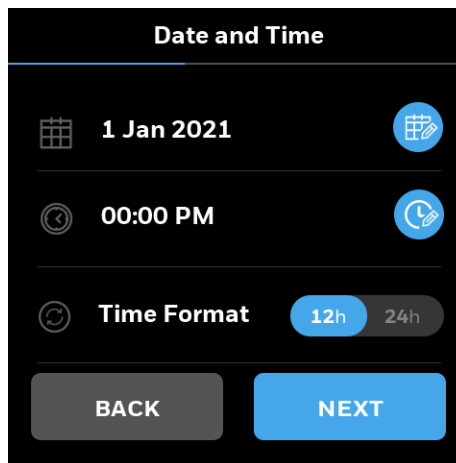 Date and Time
1 Jan 2021
00:00 PM
Time Format 12h 24h
BACK NEXT